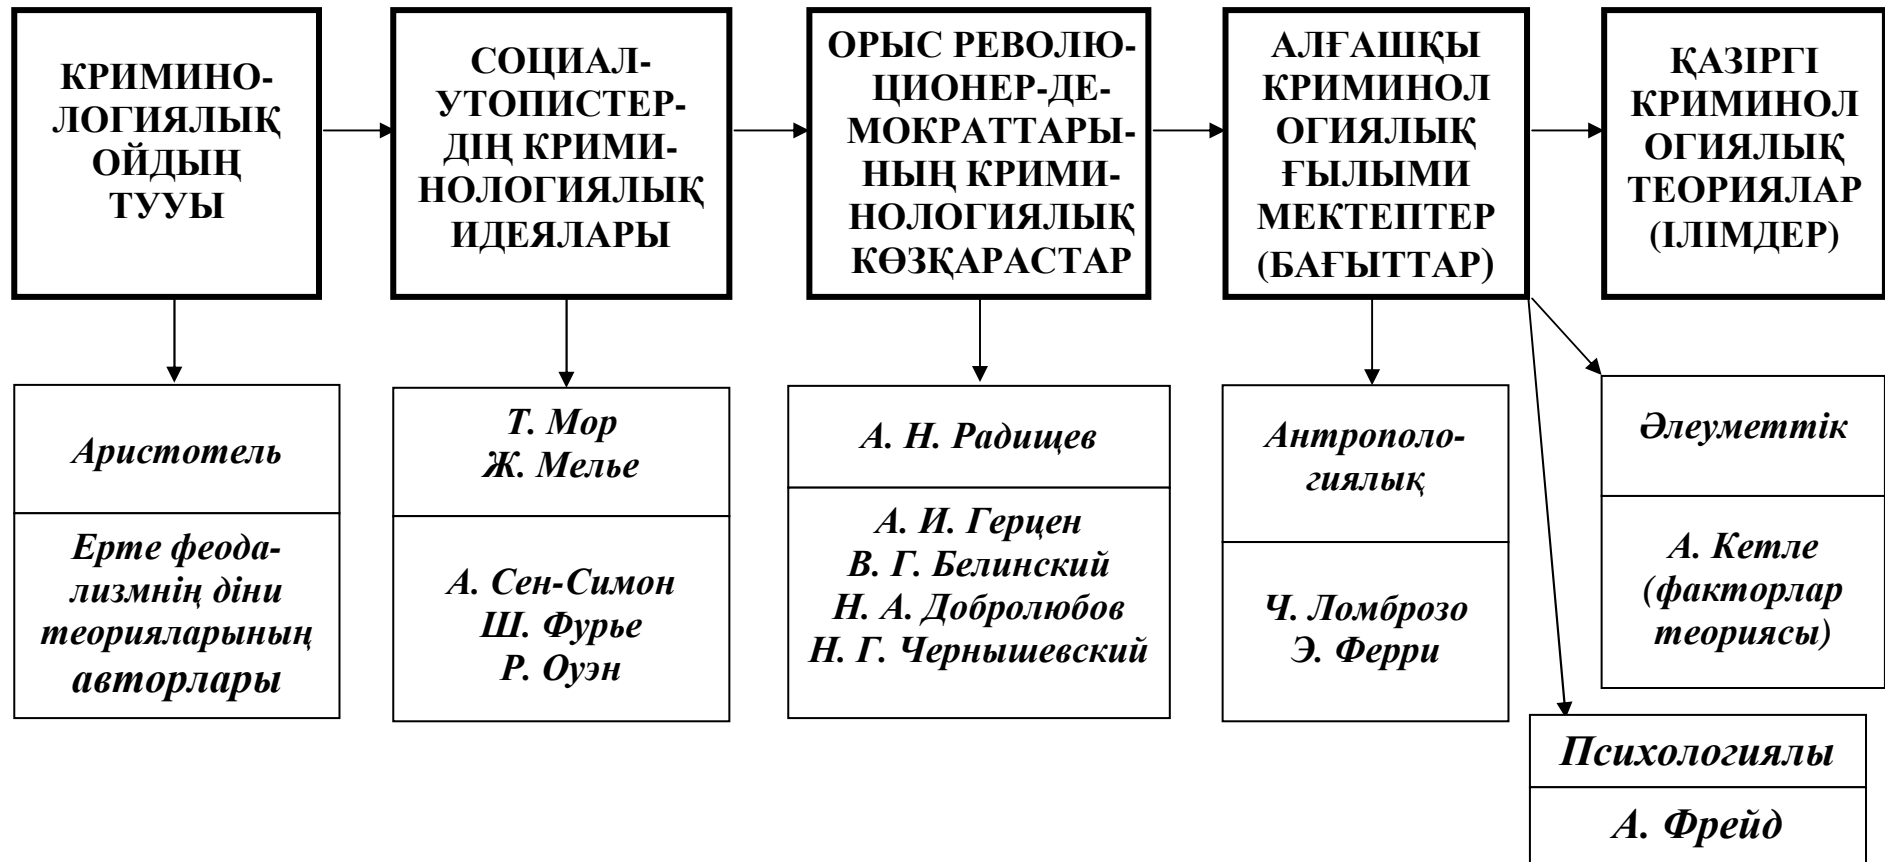 КРИМИНО-
ЛОГИЯЛЫҚ
ОЙДЫҢ
ТУУЫ
СОЦИАЛ-
УТОПИСТЕР-
ДІҢ КРИМИ-
НОЛОГИЯЛЫҚ
ИДЕЯЛАРЫ
ОРЫС РЕВОЛЮ-
ЦИОНЕР-ДЕ-
МОКРАТТАРЫ-
НЫҢ КРИМИ-
НОЛОГИЯЛЫҚ
КӨЗҚАРАСТАР
АЛҒАШҚЫ
КРИМИНОЛ
ОГИЯЛЫҚ
ҒЫЛЫМИ
МЕКТЕПТЕР
(БАҒЫТТАР)
ҚАЗІРГІ
КРИМИНОЛ
ОГИЯЛЫҚ
ТЕОРИЯЛАР
(ІЛІМДЕР)
Аристотель
Ерте феода-
лизмнің діни
теорияларының
авторлары
Т. Мор
Ж. Мелье
А. Сен-Симон
Ш. Фурье
Р. Оуэн
А. Н. Радищев
А. И. Герцен
В. Г. Белинский
Н. А. Добролюбов
Н. Г. Чернышевский
Антрополо-
гиялық
Ч. Ломброзо
Э. Ферри
Әлеуметтік
А. Кетле
(факторлар
теориясы)
Психологиялы
А. Фрейд